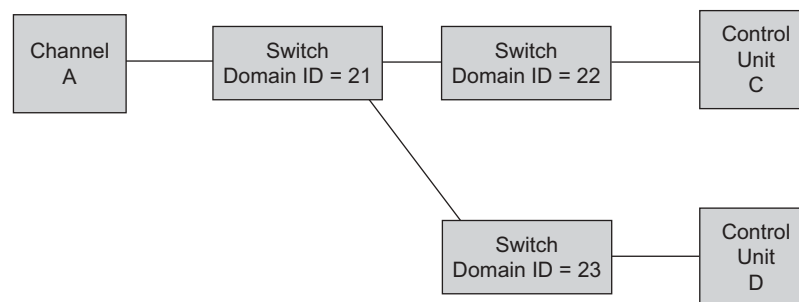 Channel
A
Switch
Domain ID = 21
Switch
Domain ID = 22
Control
Unit
C
Switch
Domain ID = 23
Control
Unit
D